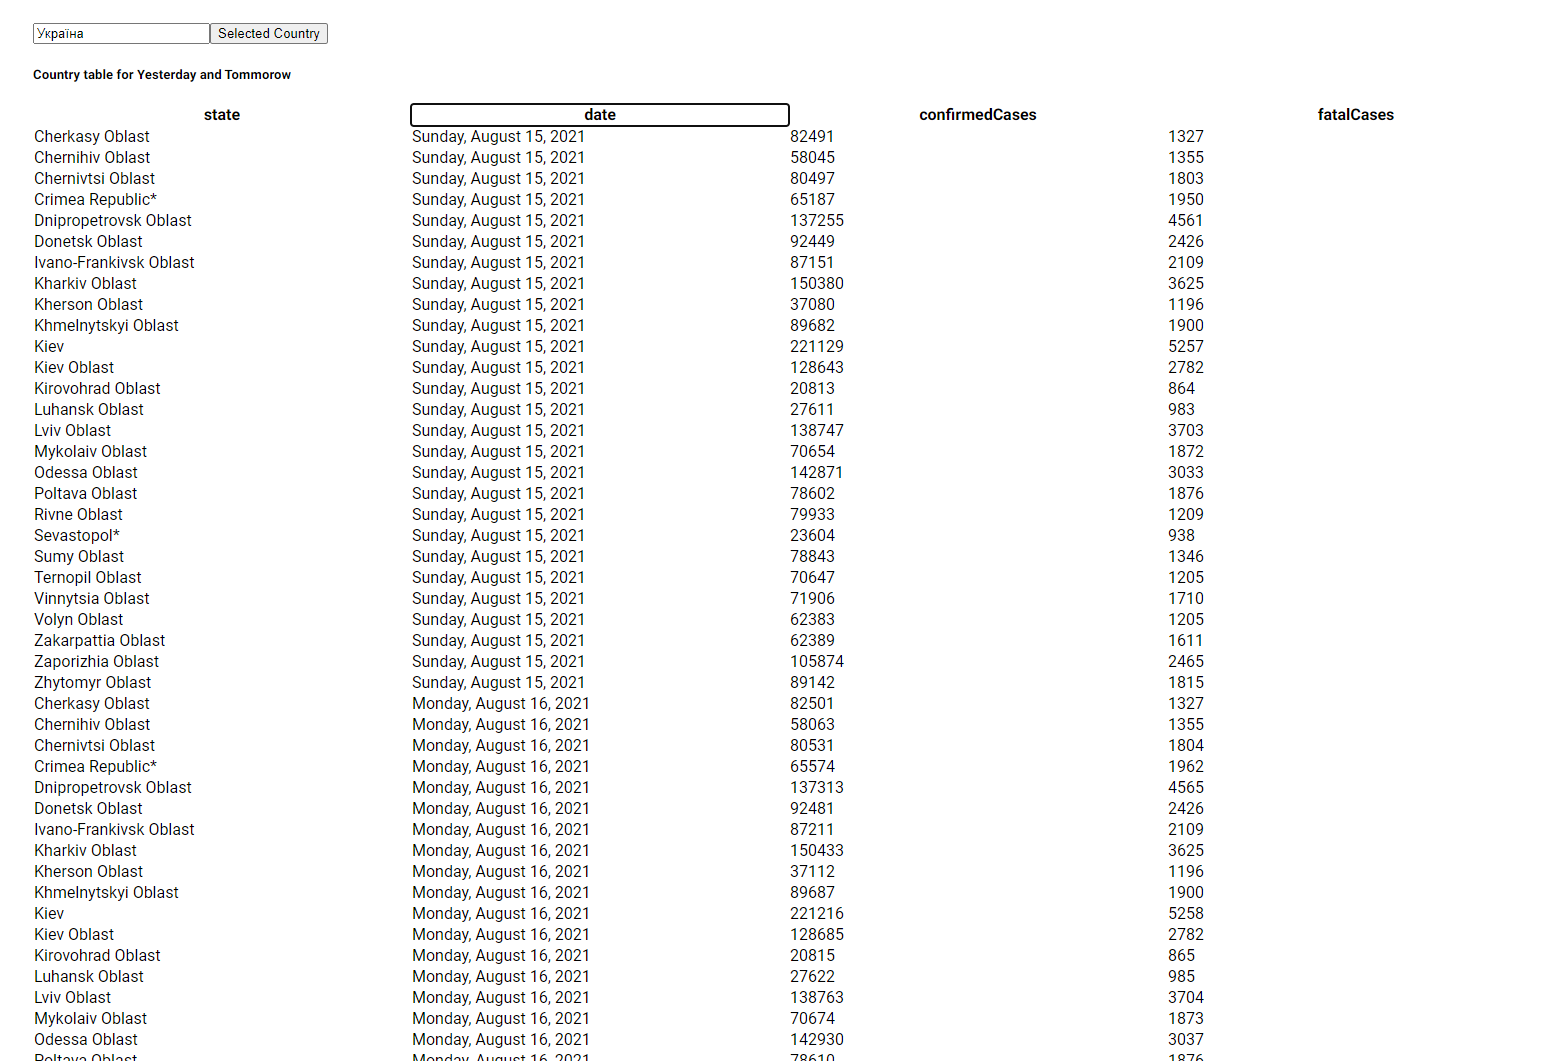 Україна Selected Country
Country table for Yesterday and Tommorow
state date confirmedCases fatalCases
Cherkasy Oblast Sunday, August 15, 2021 82491 1327
Chernihiv Oblast Sunday, August 15, 2021 58045 1355
Chernivtsi Oblast Sunday, August 15, 2021 80497 1803
Crimea Republic* Sunday, August 15, 2021 65187 1950
Dnipropetrovsk Oblast Sunday, August 15, 2021 137255 4561
Donetsk Oblast Sunday, August 15, 2021 92449 2426
Ivano-Frankivsk Oblast Sunday, August 15, 2021 87151 2109
Kharkiv Oblast Sunday, August 15, 2021 150380 3625
Kherson Oblast Sunday, August 15, 2021 37080 1196
Khmelnytskyi Oblast Sunday, August 15, 2021 89682 1900
Kiev Sunday, August 15, 2021 221129 5257
Kiev Oblast Sunday, August 15, 2021 128643 2782
Kirovohrad Oblast Sunday, August 15, 2021 20813 864
Luhansk Oblast Sunday, August 15, 2021 27611 983
Lviv Oblast Sunday, August 15, 2021 138747 3703
Mykolaiv Oblast Sunday, August 15, 2021 70654 1872
Odessa Oblast Sunday, August 15, 2021 142871 3033
Poltava Oblast Sunday, August 15, 2021 78602 1876
Rivne Oblast Sunday, August 15, 2021 79933 1209
Sevastopol* Sunday, August 15, 2021 23604 938
Sumy Oblast Sunday, August 15, 2021 78843 1346
Ternopil Oblast Sunday, August 15, 2021 70647 1205
Vinnytsia Oblast Sunday, August 15, 2021 71906 1710
Volyn Oblast Sunday, August 15, 2021 62383 1205
Zakarpattia Oblast Sunday, August 15, 2021 62389 1611
Zaporizhia Oblast Sunday, August 15, 2021 105874 2465
Zhytomyr Oblast Sunday, August 15, 2021 89142 1815
Cherkasy Oblast Monday, August 16, 2021 82501 1327
Chernihiv Oblast Monday, August 16, 2021 58063 1355
Chernivtsi Oblast Monday, August 16, 2021 80531 1804
Crimea Republic* Monday, August 16, 2021 65574 1962
Dnipropetrovsk Oblast Monday, August 16, 2021 137313 4565
Donetsk Oblast Monday, August 16, 2021 92481 2426
Ivano-Frankivsk Oblast Monday, August 16, 2021 87211 2109
Kharkiv Oblast Monday, August 16, 2021 150433 3625
Kherson Oblast Monday, August 16, 2021 37112 1196
Khmelnytskyi Oblast Monday, August 16, 2021 89687 1900
Kiev Monday, August 16, 2021 221216 5258
Kiev Oblast Monday, August 16, 2021 128685 2782
Kirovohrad Oblast Monday, August 16, 2021 20815 865
Luhansk Oblast Monday, August 16, 2021 27622 985
Lviv Oblast Monday, August 16, 2021 138763 3704
Mykolaiv Oblast Monday, August 16, 2021 70674 1873
Odessa Oblast Monday, August 16, 2021 142930 3037
Poltava Oblast Monday, August 16, 2021 78610 1876